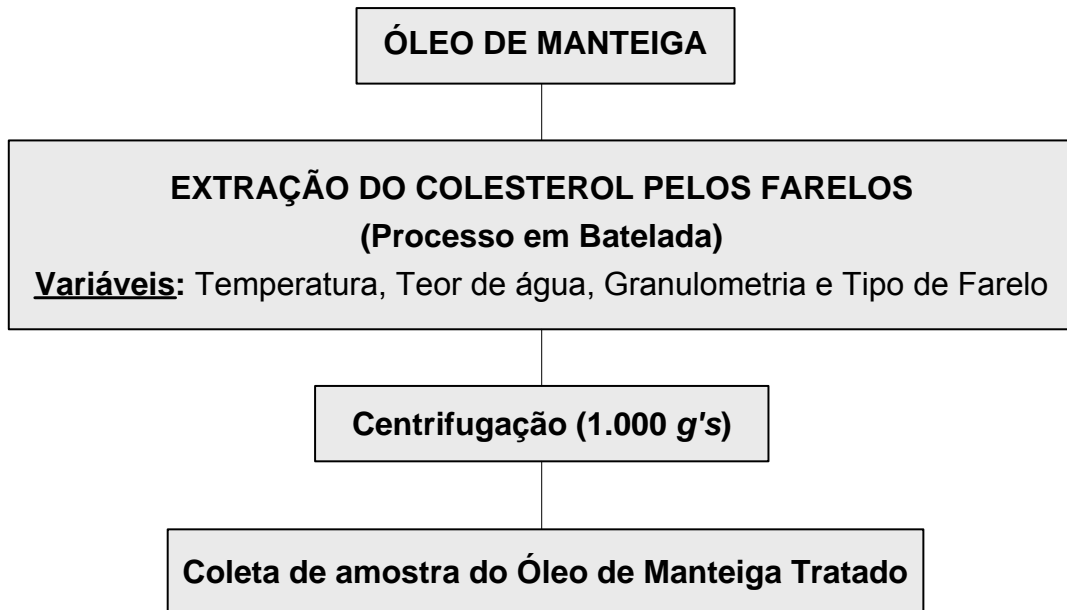 ÓLEO DE MANTEIGA
EXTRAÇÃO DO COLESTEROL PELOS FARELOS
(Processo em Batelada)
Variáveis: Temperatura, Teor de água, Granulometria e Tipo de Farelo
Centrifugação (1.000 g's)
Coleta de amostra do Óleo de Manteiga Tratado